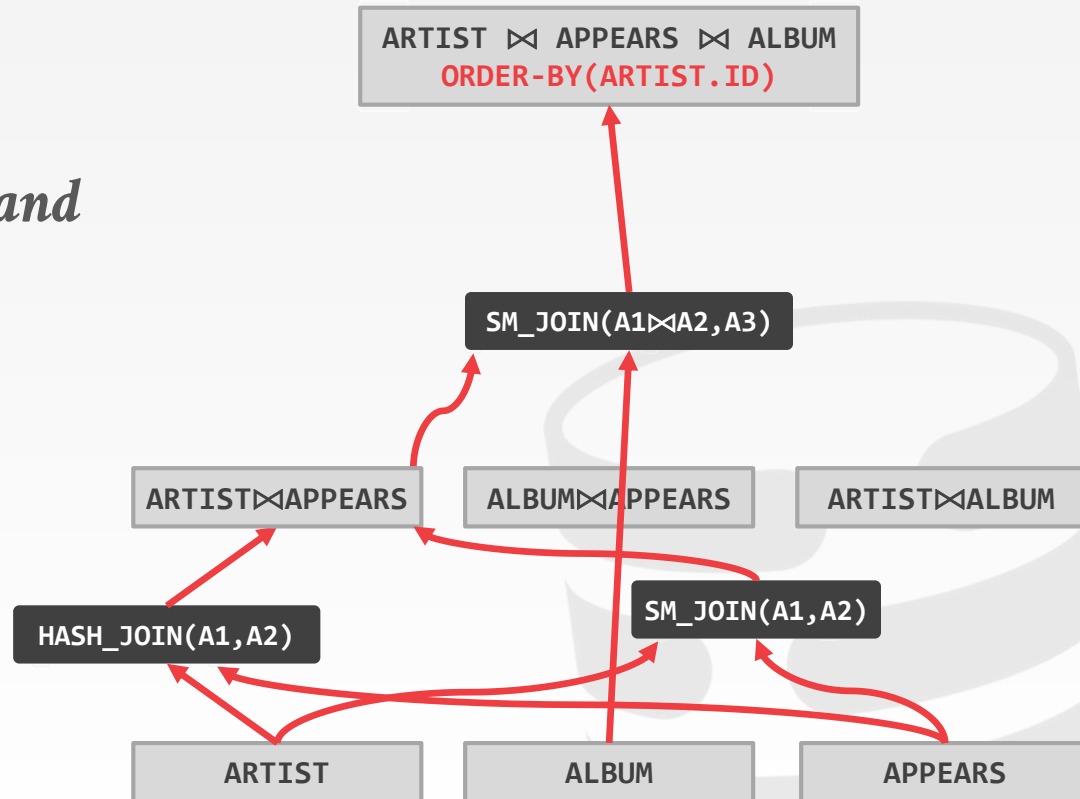 ARTIST ⋈ APPEARS ⋈ ALBUM
ORDER-BY(ARTIST.ID)
and
SM_JOIN(A1⋈A2,A3)
ARTIST⋈APPEARS
ALBUM⋈APPEARS
ARTIST⋈ALBUM
SM_JOIN(A1,A2)
HASH_JOIN(A1,A2)
ARTIST
ALBUM
APPEARS